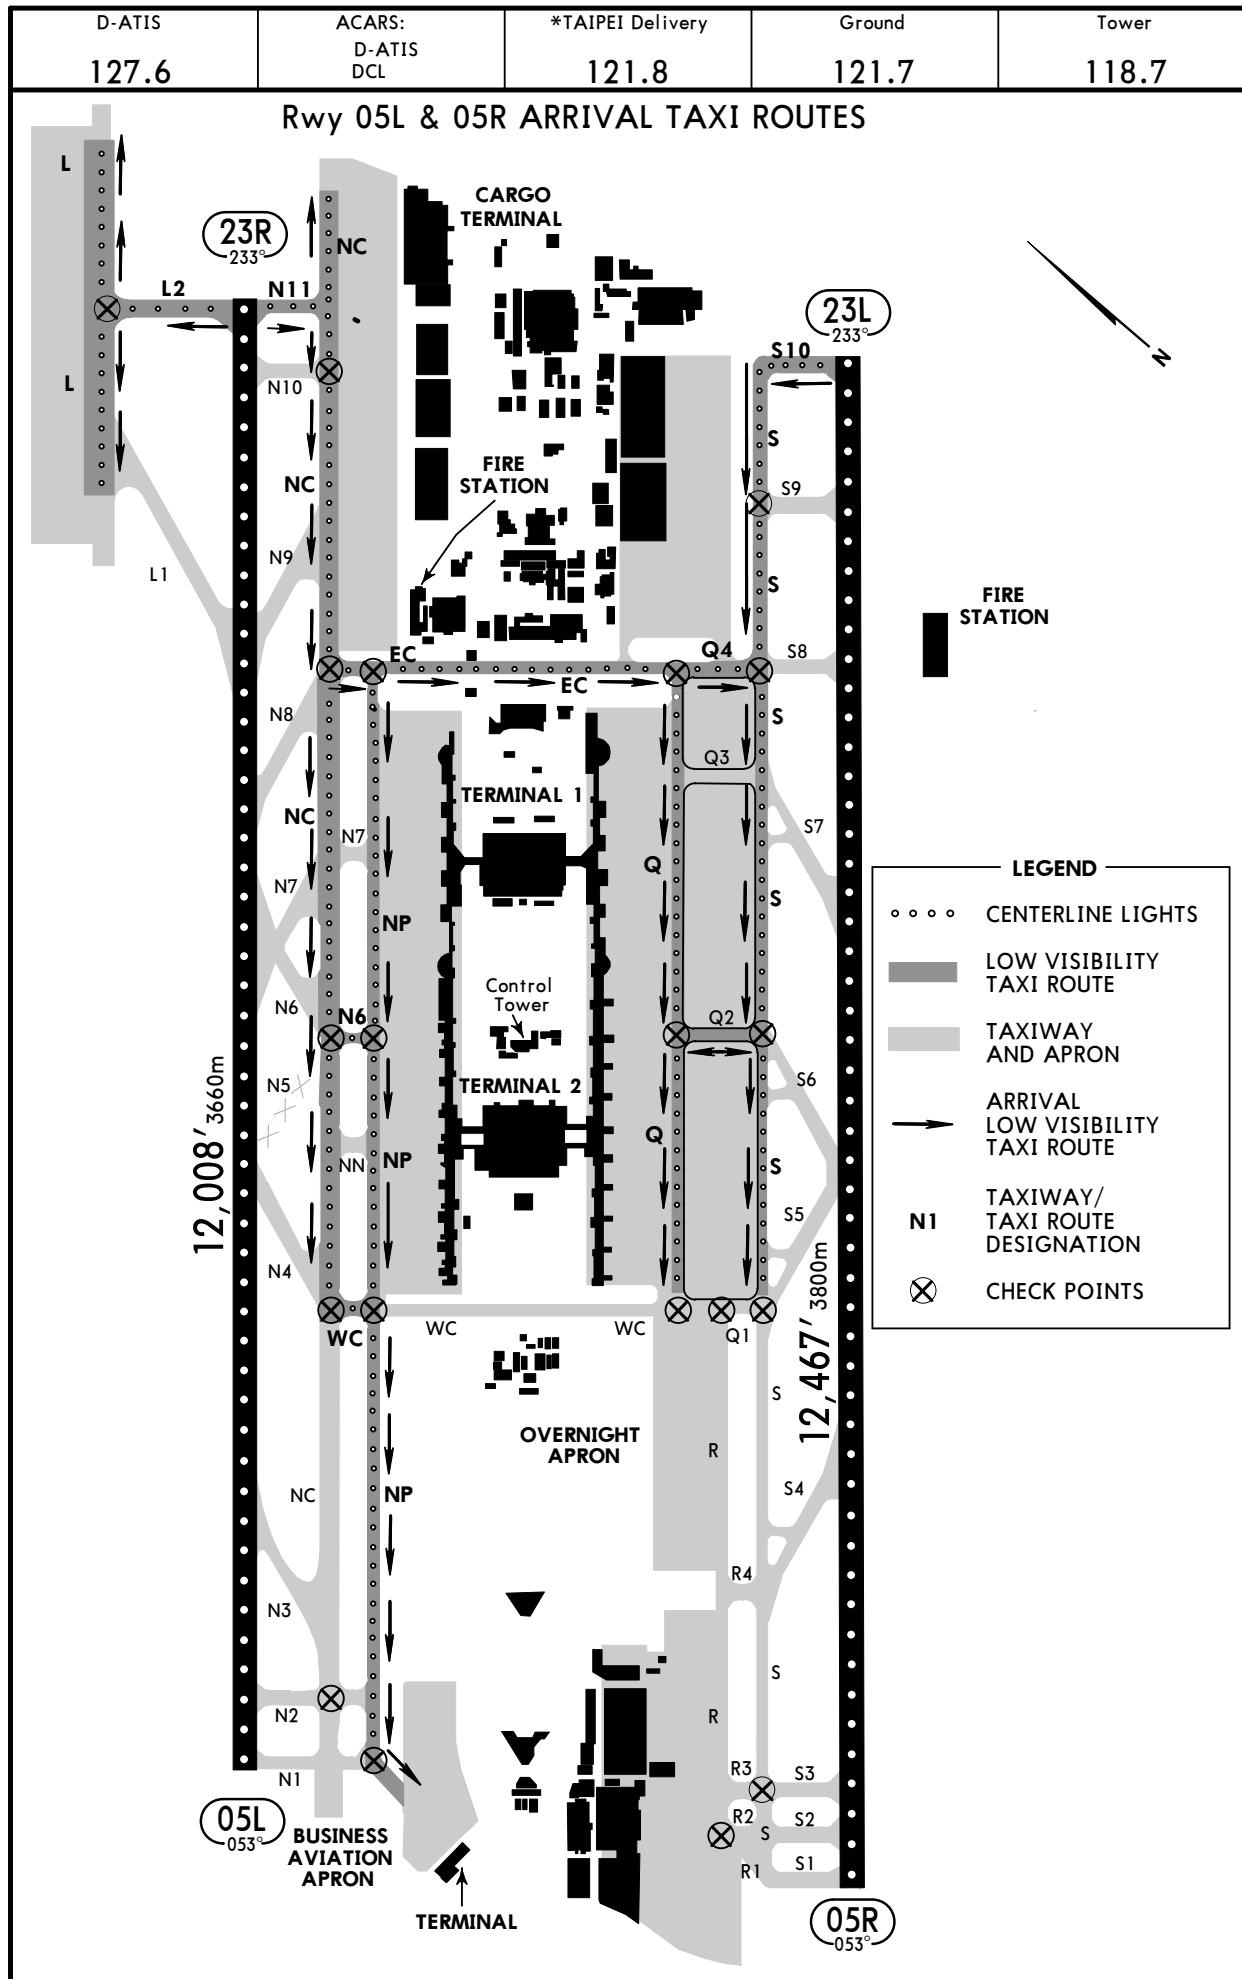 D-ATIS
127.6
ACARS:
D-ATIS
DCL
*TAIPEI Delivery
121.8
Ground
121.7
Tower
118.7
Rwy 05L & 05R ARRIVAL TAXI ROUTES
L
CARGO
TERMINAL
23R
233°
NC
L2
N11
23L
233°
N
S10
L
N10
S
FIRE
STATION
NC
S9
N9
L1
S
FIRE
STATION
EC
Q4
S8
EC
N8
S
Q3
TERMINAL 1
NC
N7
S7
Q
LEGEND
N7
S
CENTERLINE LIGHTS
NP
LOW VISIBILITY
TAXI ROUTE
Control
Tower
N6
N6
Q2
TAXIWAY
AND APRON
N5
TERMINAL 2
S6
ARRIVAL
LOW VISIBILITY
TAXI ROUTE
Q
NN
NP
S
12,008' 3660m
S5
N1
TAXIWAY/
TAXI ROUTE
DESIGNATION
N4
CHECK POINTS
WC
WC
WC
Q1
12,467' 3800m
S
OVERNIGHT
APRON
R
NC
NP
S4
R4
N3
S
N2
R
N1
R3
S3
05L
053°
BUSINESS
AVIATION
APRON
R2
S
S2
R1
S1
TERMINAL
05R
053°